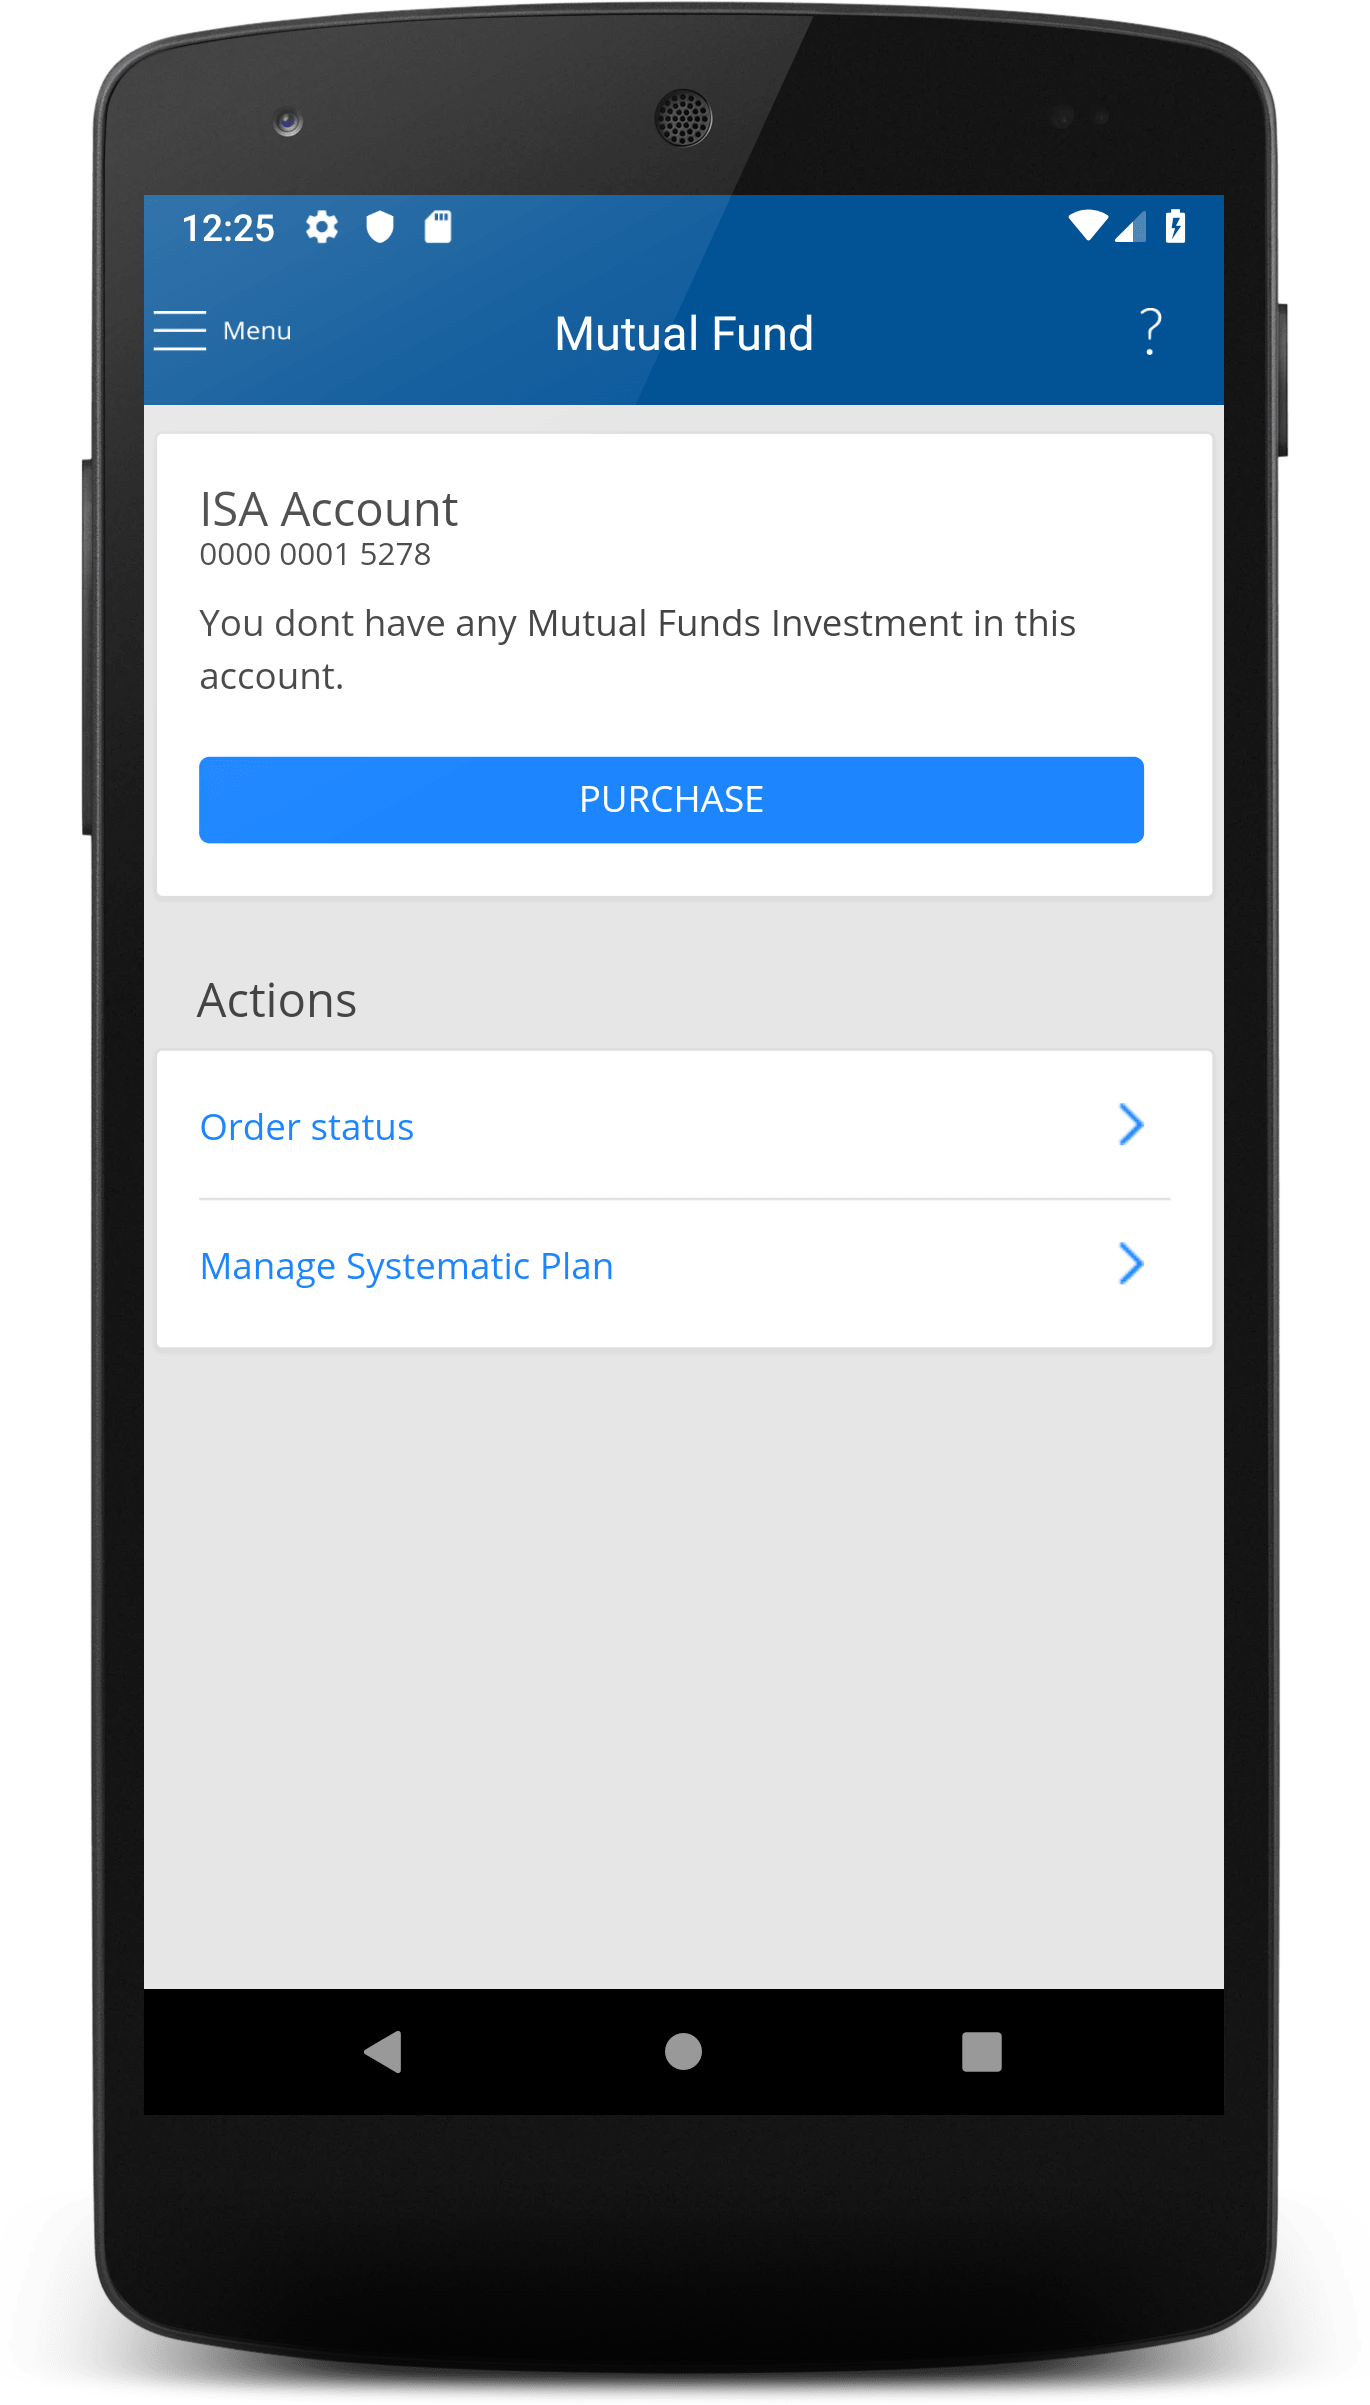 12:25
Menu
Mutual Fund
?
ISA Account
0000 0001 5278
You dont have any Mutual Funds Investment in this
account.
PURCHASE
Actions
Order status
Manage Systematic Plan